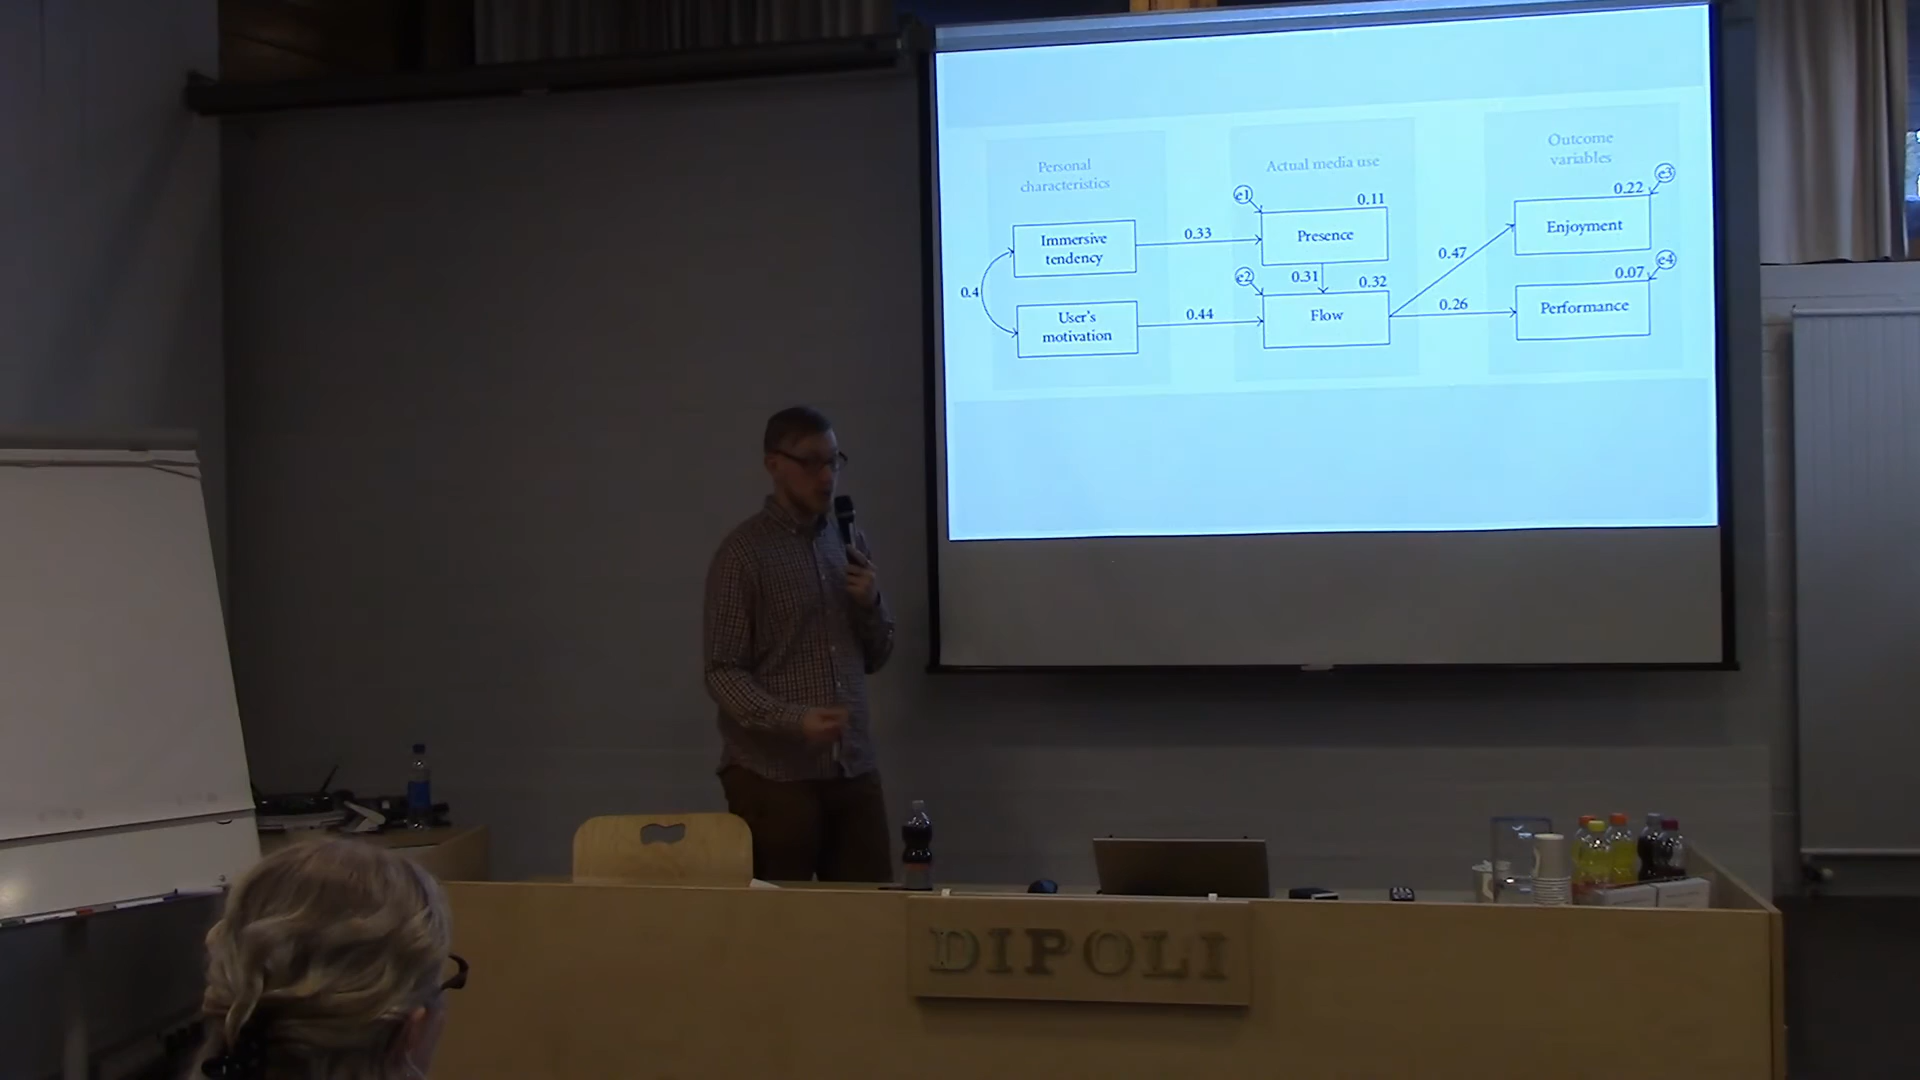 Personal
characteristics
Actual media use
Outcome
variables
e1
0.11
0.22
e3
Immersive
tendency
0.33
Presence
Enjoyment
0.47
0.4
e2
0.31
0.32
0.07
e4
User's
motivation
0.44
Flow
0.26
Performance
DIPOLI